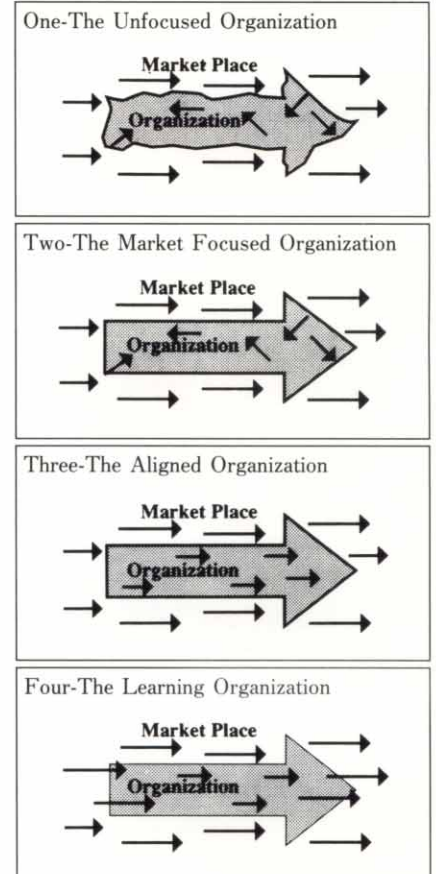 One-The Unfocused Organization
Market Place
Organization
Two-The Market Focused Organization
Market Place
Organization
Three-The Aligned Organization
Market Place
Organization
Four-The Learning Organization
Market Place
Organization